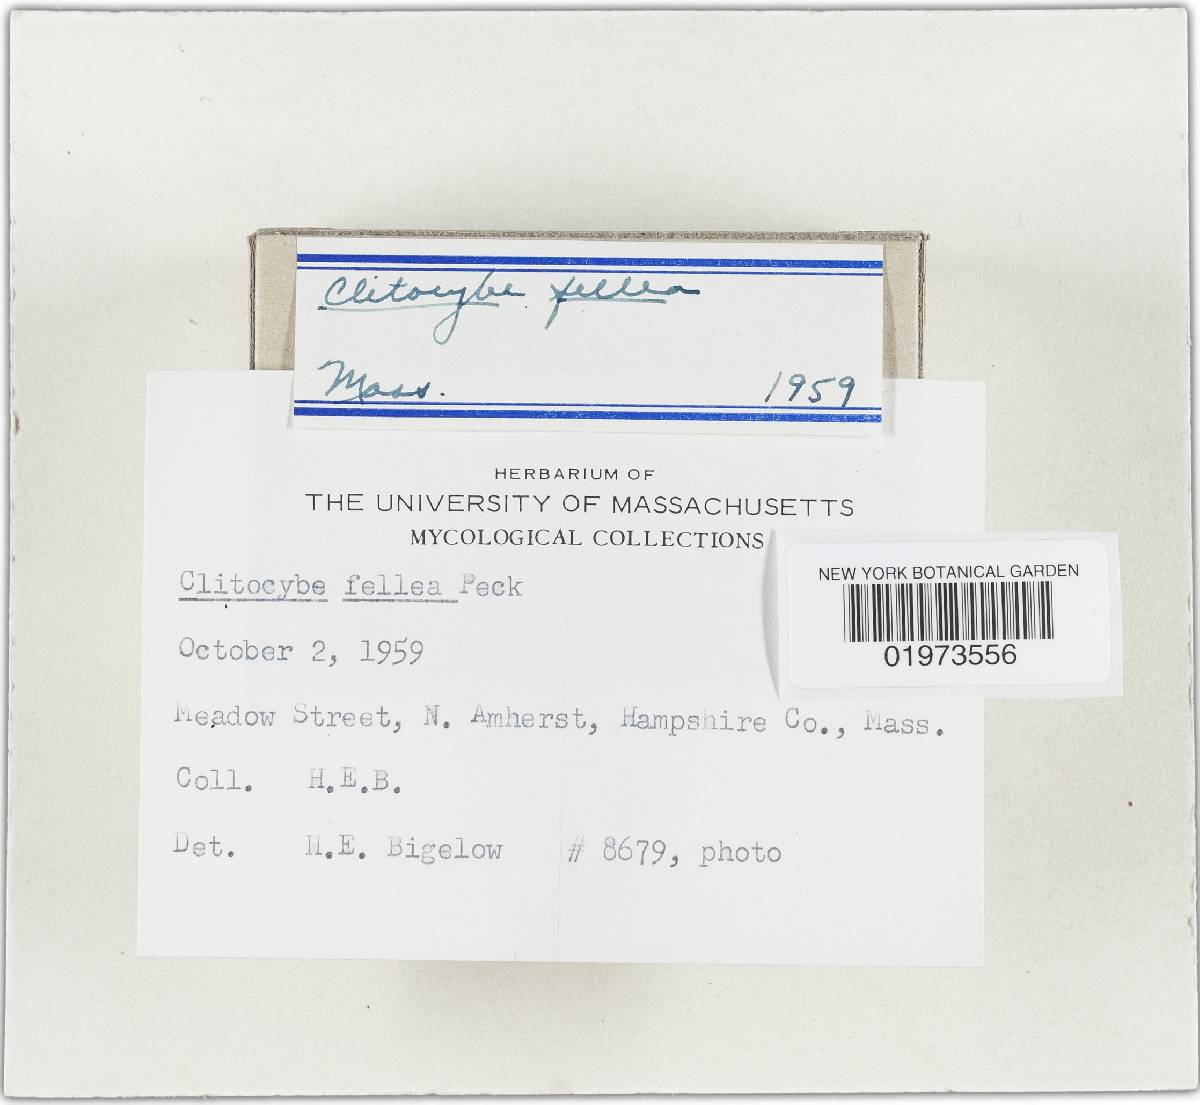 Clitocybe fellea
Mass. 1959
HERBARIUM OF
THE UNIVERSITY OF MASSACHUSETTS
MYCOLOGICAL COLLECTIONS
NEW YORK BOTANICAL GARDEN
01973556
Clitocybe fellea Peck
October 2, 1959
Meadow Street, N. Amherst, Hampshire Co., Mass.
Coll. H.E.B.
Det. H.E. Bigelow # 8679, photo